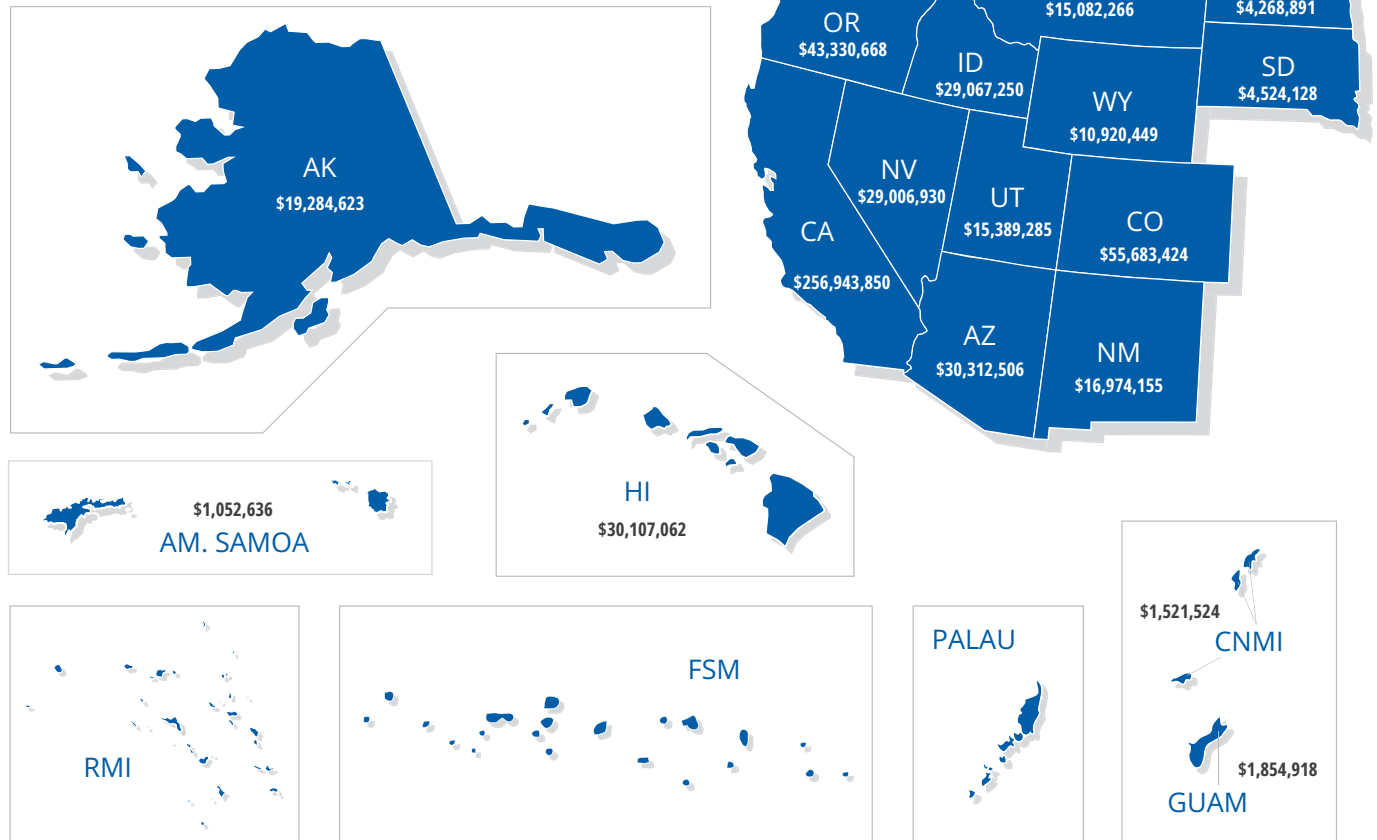 $15,082,266
$4,268,891
OR
$43,330,668
ID
$29,067,250
SD
$4,524,128
WY
$10,920,449
AK
$19,284,623
NV
$29,006,930
UT
$15,389,285
CO
$55,683,424
CA
$256,943,850
AZ
$30,312,506
NM
$16,974,155
HI
$30,107,062
$1,052,636
AM. SAMOA
$1,521,524
CNMI
PALAU
FSM
RMI
$1,854,918
GUAM